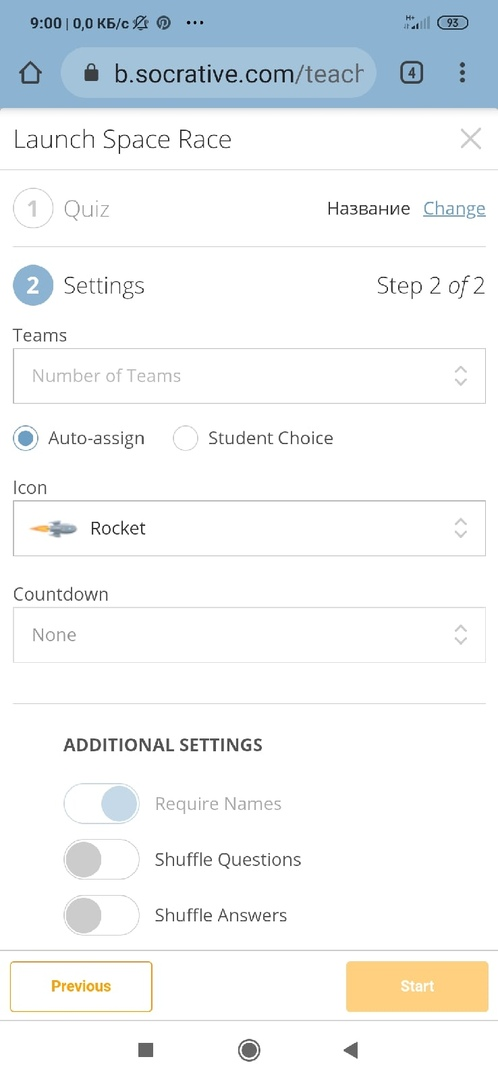 9:00 | 0,0 КБ/с ...
H+ 93
b.socrative.com/teach 4
Launch Space Race
1 Quiz Название Change
2 Settings Step 2 of 2
Teams
Number of Teams
Auto-assign Student Choice
Icon
Rocket
Countdown
None
ADDITIONAL SETTINGS
Require Names
Shuffle Questions
Shuffle Answers
Previous Start